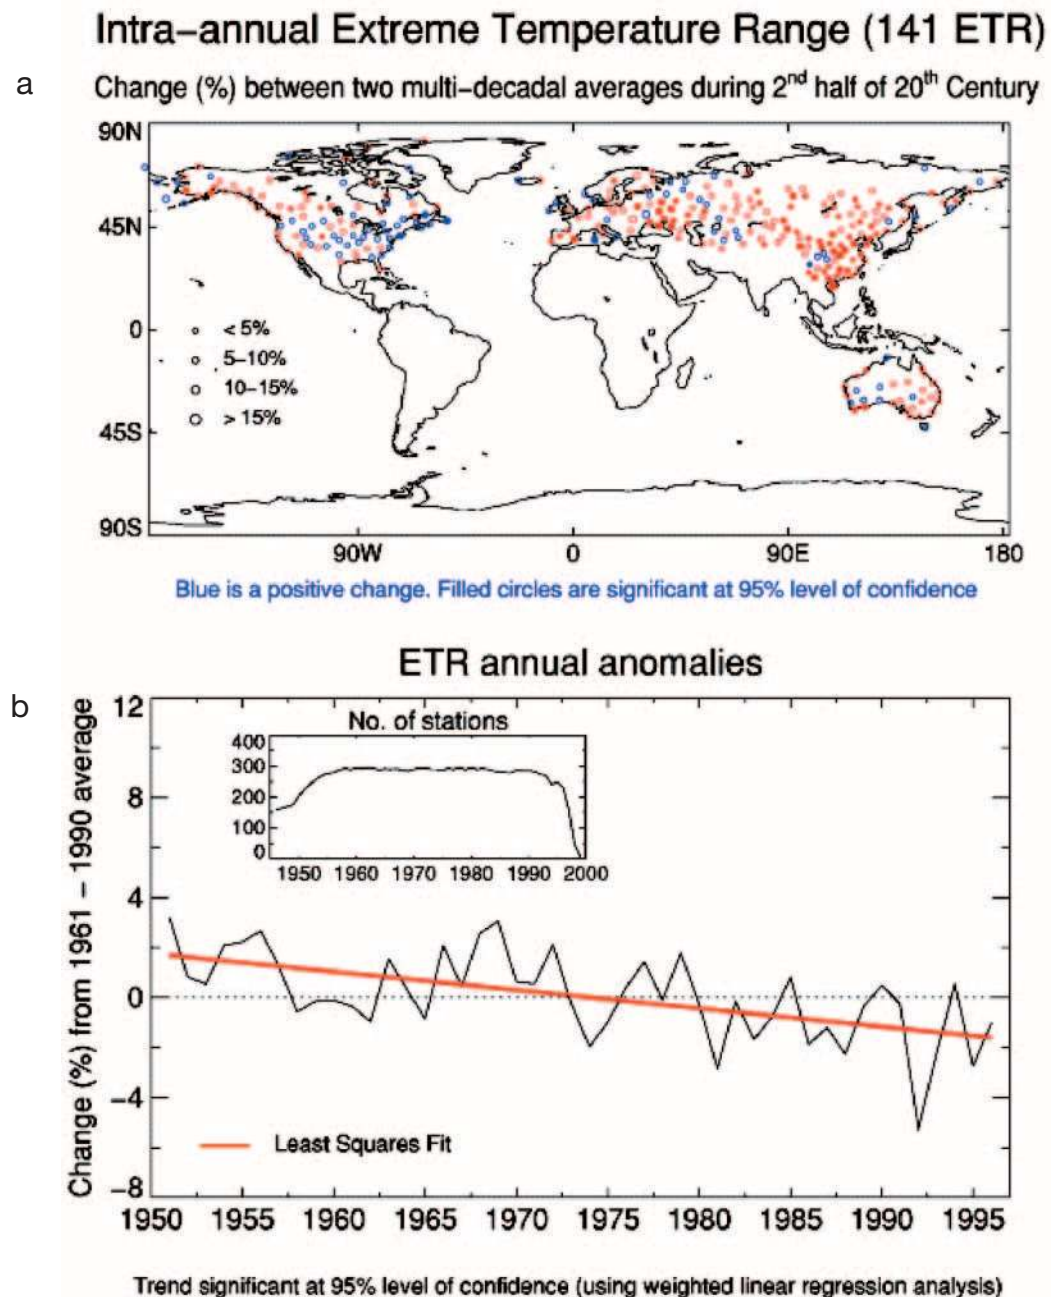 Intra-annual Extreme Temperature Range (141 ETR)
a
Change (%) between two multi-decadal averages during 2nd half of 20th Century
90N
45N
0
45S
90S
< 5%
5-10%
10-15%
> 15%
90W 0 90E 180
Blue is a positive change. Filled circles are significant at 95% level of confidence
ETR annual anomalies
b
Change (%) from 1961 - 1990 average
12
8
4
0
-4
-8
No. of stations
400
300
200
100
0
1950 1960 1970 1980 1990 2000
Least Squares Fit
1950 1955 1960 1965 1970 1975 1980 1985 1990 1995
Trend significant at 95% level of confidence (using weighted linear regression analysis)